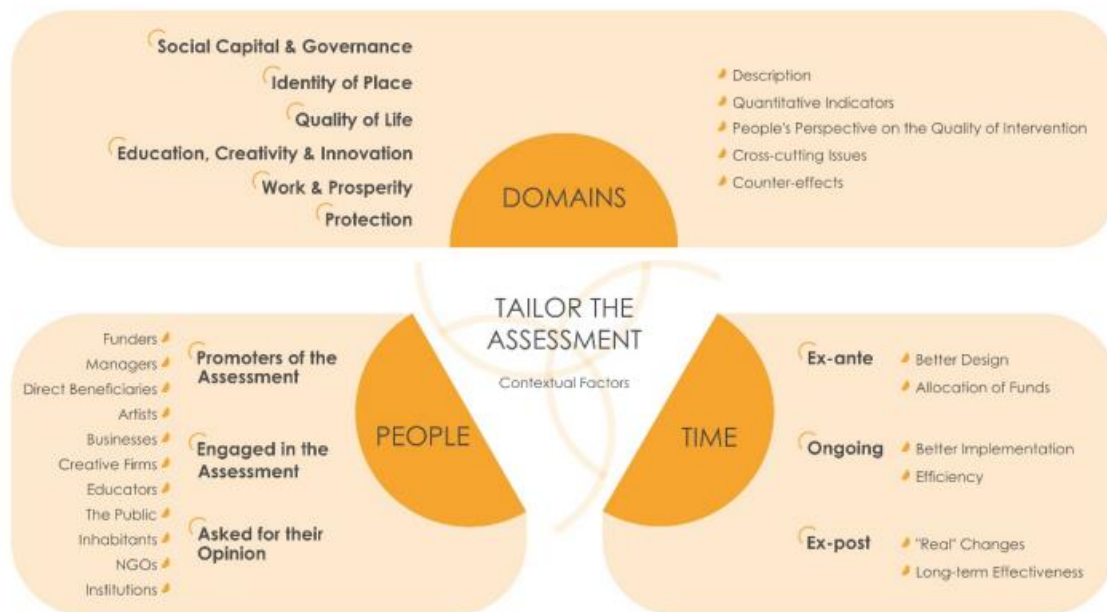 Social Capital & Governance
Identity of Place
Quality of Life
Education, Creativity & Innovation
Work & Prosperity
Protection
DOMAINS
Description
Quantitative Indicators
People's Perspective on the Quality of Intervention
Cross-cutting Issues
Counter-effects
TAILOR THE
ASSESSMENT
Contextual Factors
Funders
Managers
Direct Beneficiaries
Artists
Businesses
Creative Firms
Educators
The Public
Inhabitants
NGOs
Institutions
Promoters of the
Assessment
Engaged in the
Assessment
Asked for their
Opinion
PEOPLE
TIME
Ex-ante
Better Design
Allocation of Funds
Ongoing
Better Implementation
Efficiency
Ex-post
"Real" Changes
Long-term Effectiveness